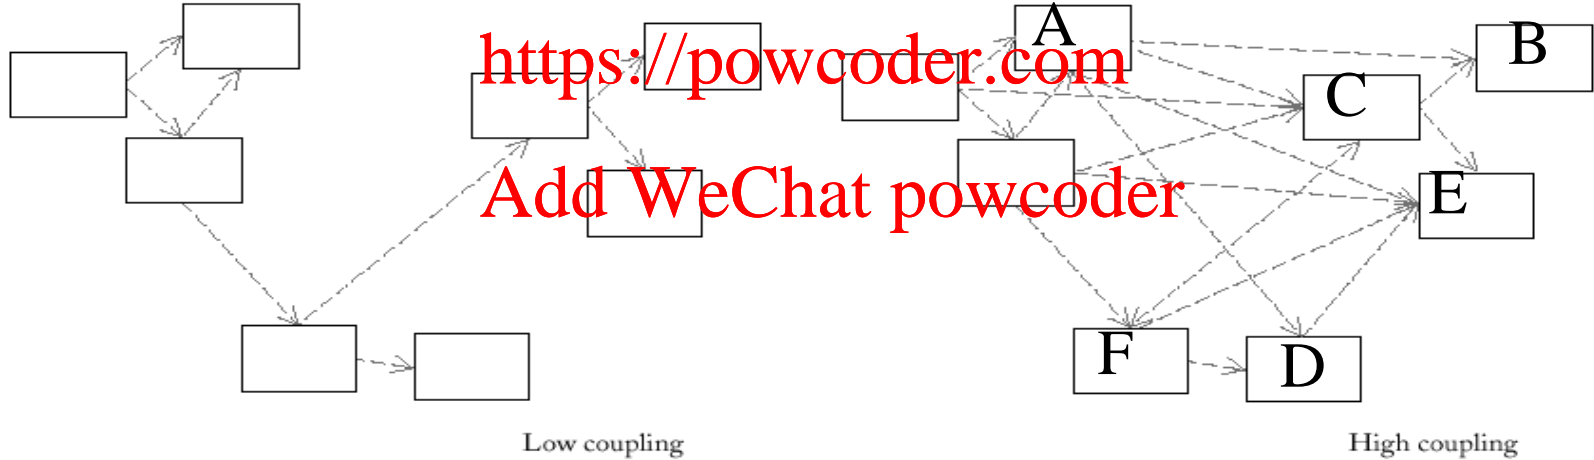 A
B
https://powcoder.com
C
Add WeChat powcoder
E
F
D
Low coupling
High coupling